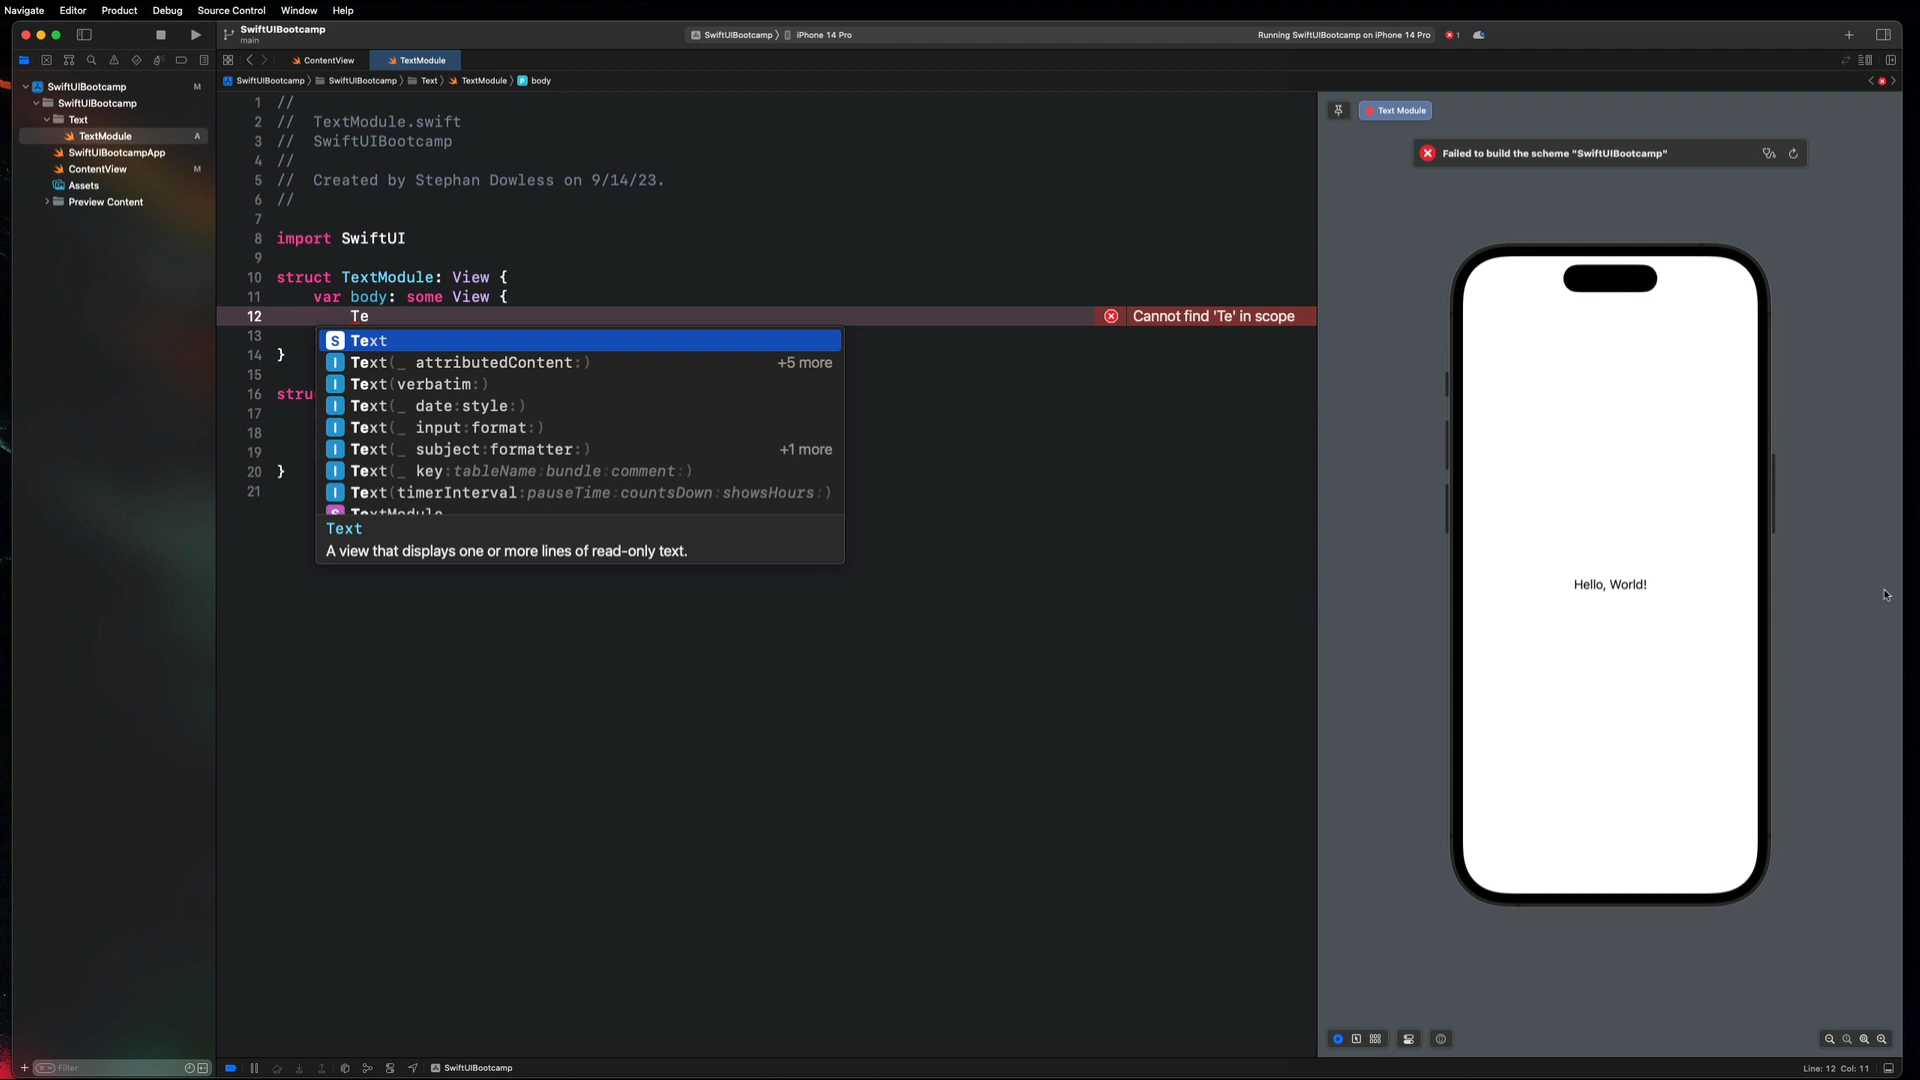 Navigate Editor Product Debug Source Control Window Help
SwiftUIBootcamp
main
SwiftUIBootcamp 〉 iPhone 14 Pro
Running SwiftUIBootcamp on iPhone 14 Pro 1
ContentView TextModule
SwiftUIBootcamp 〉 SwiftUIBootcamp 〉 Text 〉 TextModule 〉 body
SwiftUIBootcamp M
SwiftUIBootcamp
Text
TextModule A
SwiftUIBootcampApp
ContentView M
Assets
Preview Content
1 //
2 //  TextModule.swift
3 //  SwiftUIBootcamp
4 //
5 //  Created by Stephan Dowless on 9/14/23.
6 //
7
8 import SwiftUI
9
10 struct TextModule: View {
11     var body: some View {
12         Te
Cannot find 'Te' in scope
13
14 }
15
16 stru
17
18
19
20 }
21
S Text
I Text(_ attributedContent:) +5 more
I Text(verbatim:)
I Text(_ date:style:)
I Text(_ input:format:)
I Text(_ subject:formatter:) +1 more
I Text(_ key:tableName:bundle:comment:)
I Text(timerInterval:pauseTime:countsDown:showsHours:)
S TextModule
Text
A view that displays one or more lines of read-only text.
Text Module
Failed to build the scheme "SwiftUIBootcamp"
Hello, World!
Filter
SwiftUIBootcamp
Line: 12 Col: 11